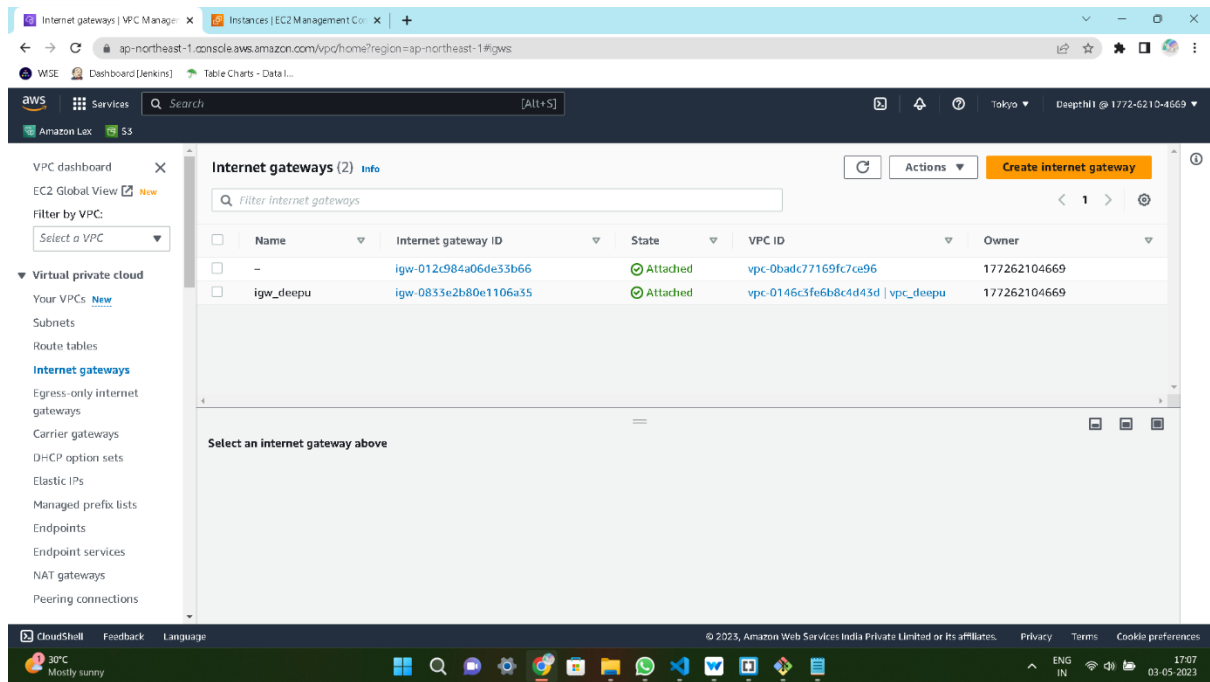 Internet gateways | VPC Manager
Instances | EC2 Management Con
ap-northeast-1.console.aws.amazon.com/vpc/home?region=ap-northeast-1#igws:
WISE
Dashboard [Jenkins]
Table Charts - Data I...
aws
Services
Search
[Alt+S]
Tokyo
Deepthi1 @ 1772-6210-4669
Amazon Lex
S3
VPC dashboard
EC2 Global View New
Filter by VPC:
Select a VPC
Virtual private cloud
Your VPCs New
Subnets
Route tables
Internet gateways
Egress-only internet
gateways
Carrier gateways
DHCP option sets
Elastic IPs
Managed prefix lists
Endpoints
Endpoint services
NAT gateways
Peering connections
Internet gateways (2) Info
Actions
Create internet gateway
Filter internet gateways
1
Name Internet gateway ID State VPC ID Owner
– igw-012c984a06de33b66 Attached vpc-0badc77169fc7ce96 177262104669
igw_deepu igw-0833e2b80e1106a35 Attached vpc-0146c3fe6b8c4d43d | vpc_deepu 177262104669
Select an internet gateway above
CloudShell Feedback Language
© 2023, Amazon Web Services India Private Limited or its affiliates. Privacy Terms Cookie preferences
30°C
Mostly sunny
ENG
IN
17:07
03-05-2023